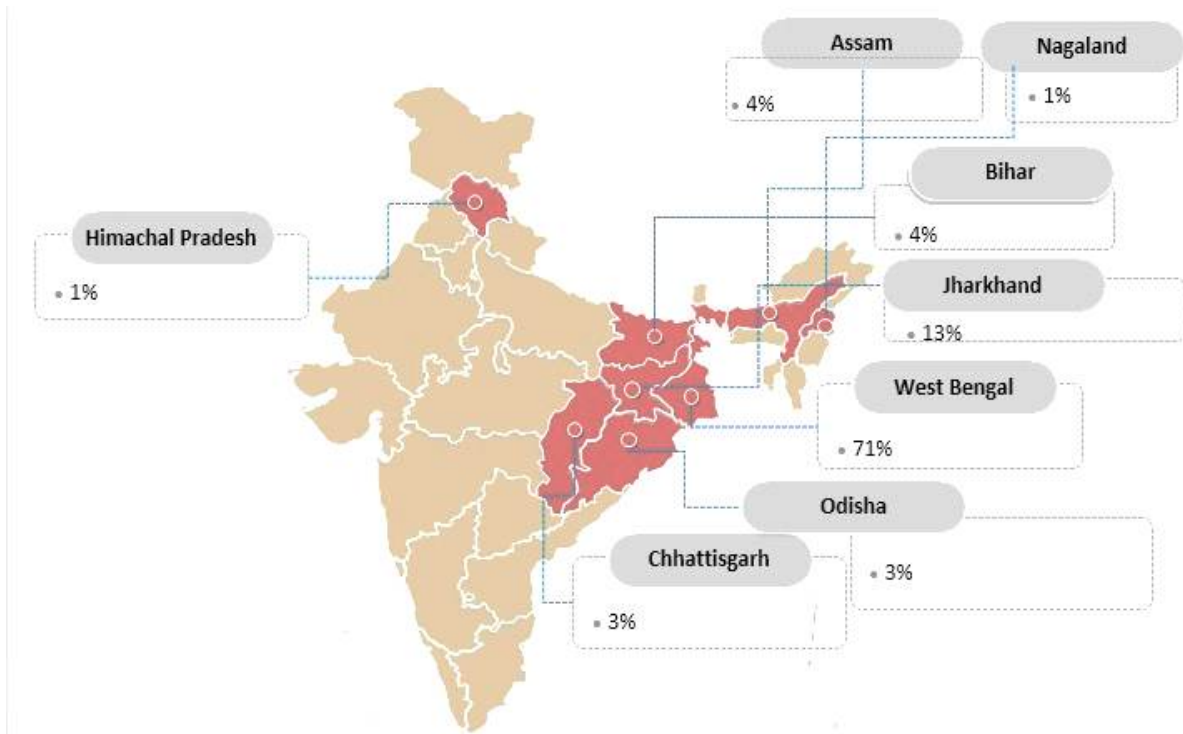 Assam
• 4%
Nagaland
• 1%
Bihar
• 4%
Himachal Pradesh
• 1%
Jharkhand
• 13%
West Bengal
• 71%
Odisha
• 3%
Chhattisgarh
• 3%